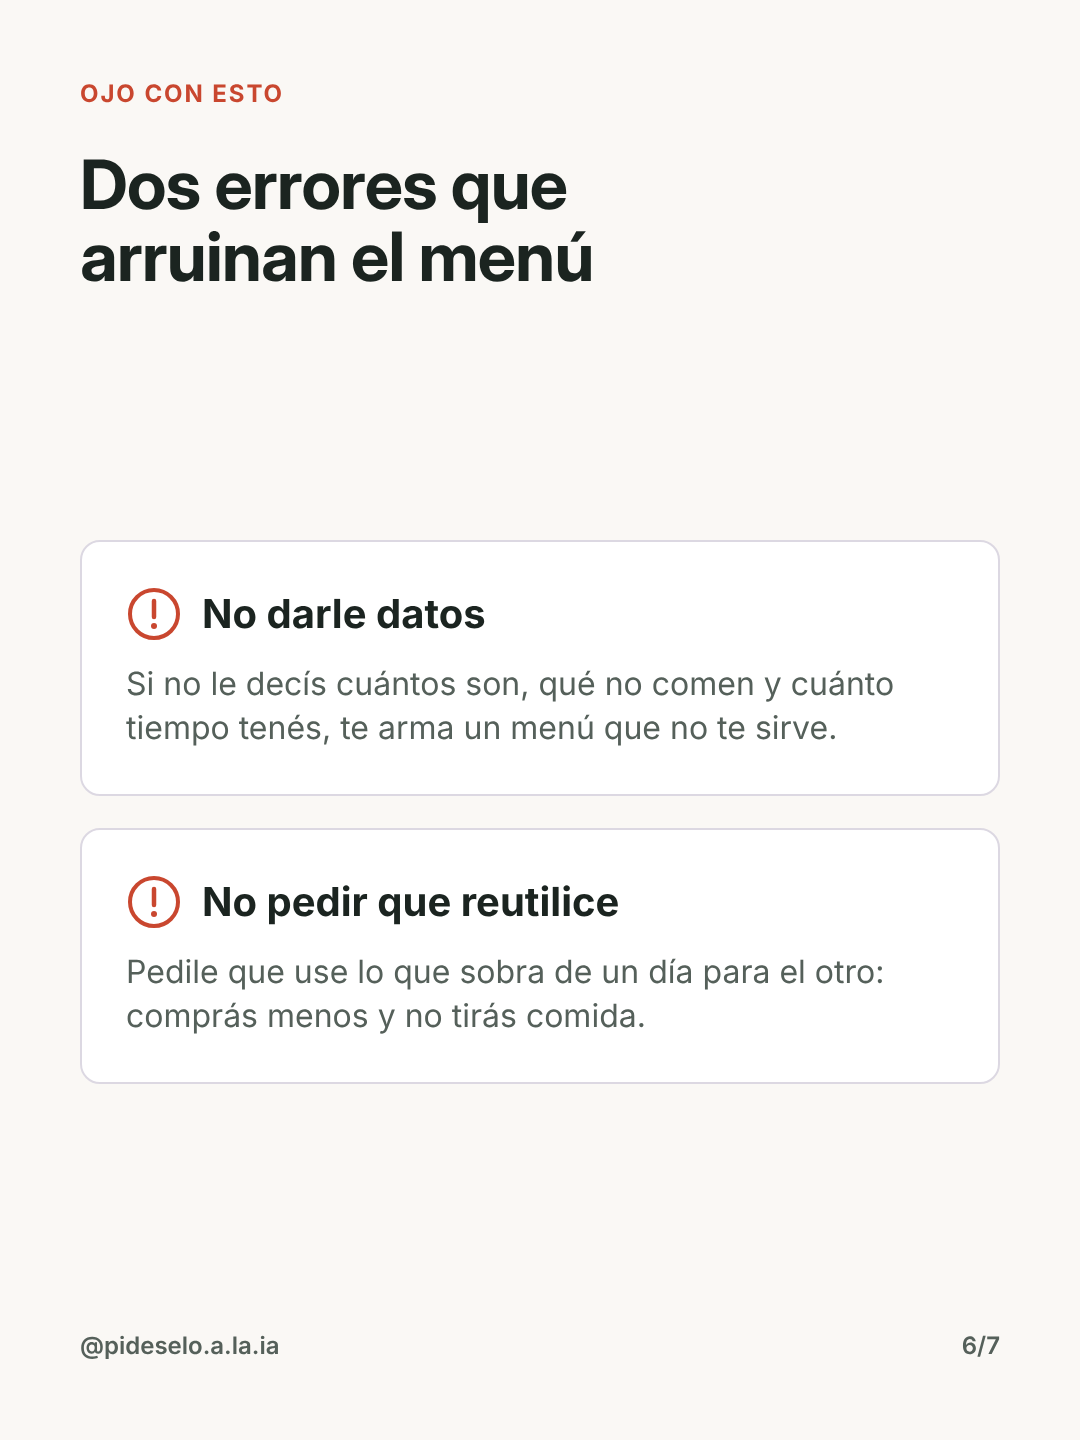 OJO CON ESTO
Dos errores que
arruinan el menú
No darle datos
Si no le decís cuántos son, qué no comen y cuánto
tiempo tenés, te arma un menú que no te sirve.
No pedir que reutilice
Pedile que use lo que sobra de un día para el otro:
comprás menos y no tirás comida.
@pideselo.a.la.ia
6/7